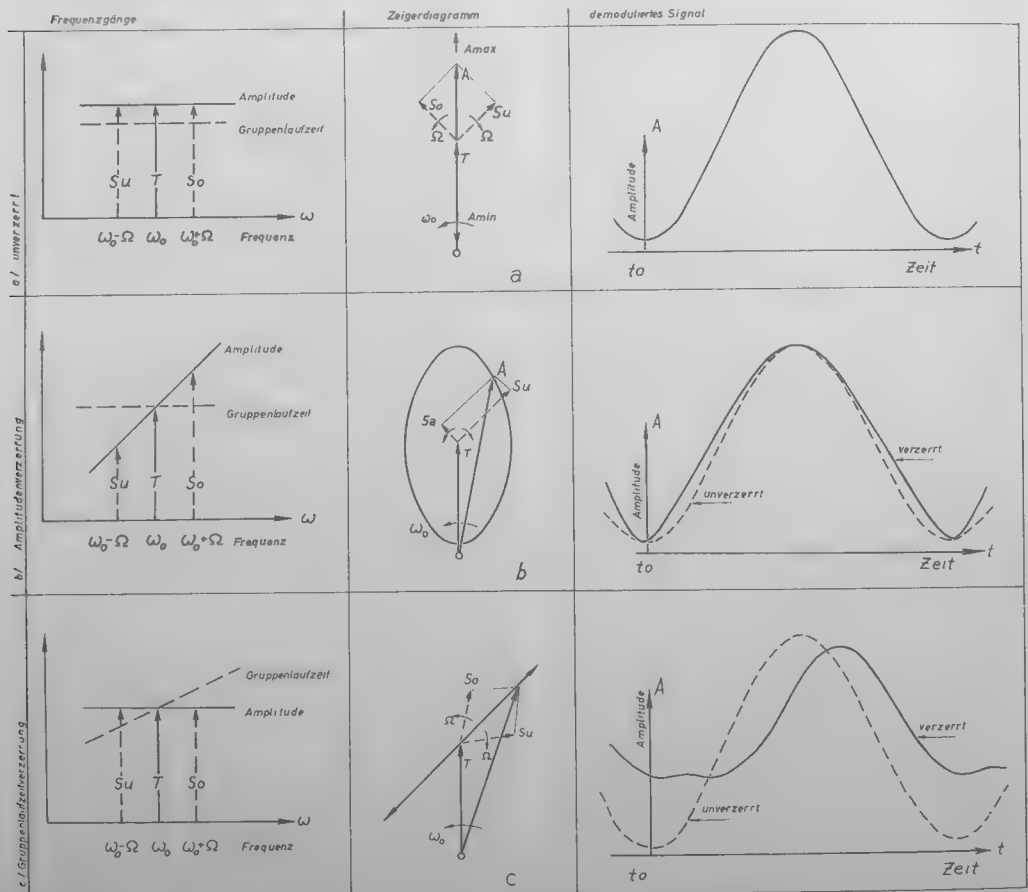 Frequenzgänge
Zeigerdiagramm
demoduliertes Signal
a/ unverzerrt
Amplitude
Gruppenlaufzeit
Su T So
ω
ω₀-Ω ω₀ ω₀+Ω Frequenz
Amax
A
So
Su
Ω Ω
T
ω₀
Amin
a
A
Amplitude
to
Zeit
t
b/ Amplitudenverzerrung
Amplitude
Gruppenlaufzeit
Su T So
ω
ω₀-Ω ω₀ ω₀+Ω Frequenz
A
Su
Sa
T
ω₀
b
A
Amplitude
verzerrt
unverzerrt
to
Zeit
t
c/ Gruppenlaufzeitverzerrung
Gruppenlaufzeit
Amplitude
Su T So
ω
ω₀-Ω ω₀ ω₀+Ω Frequenz
So
Ω
Su
Ω
T
ω₀
c
A
Amplitude
verzerrt
unverzerrt
to
Zeit
t